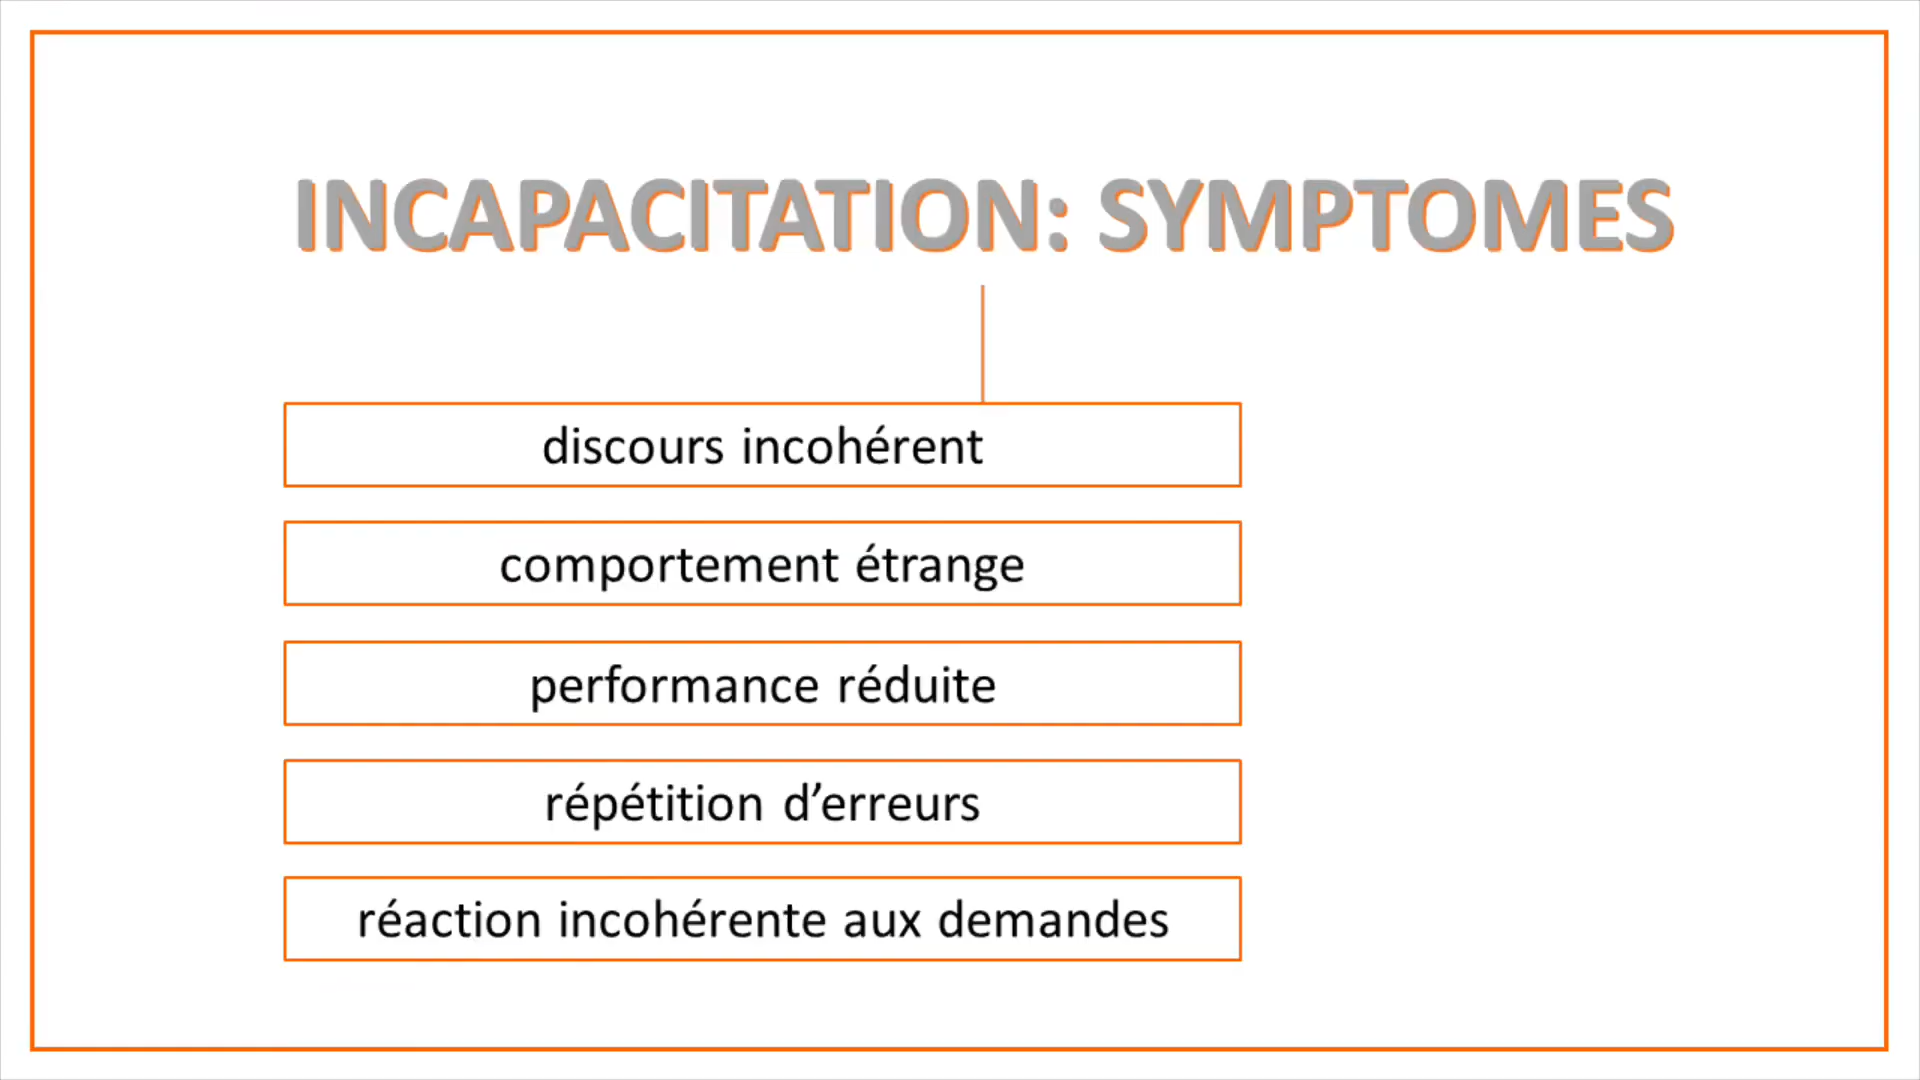 INCAPACITATION: SYMPTOMES
discours incohérent
comportement étrange
performance réduite
répétition d’erreurs
réaction incohérente aux demandes